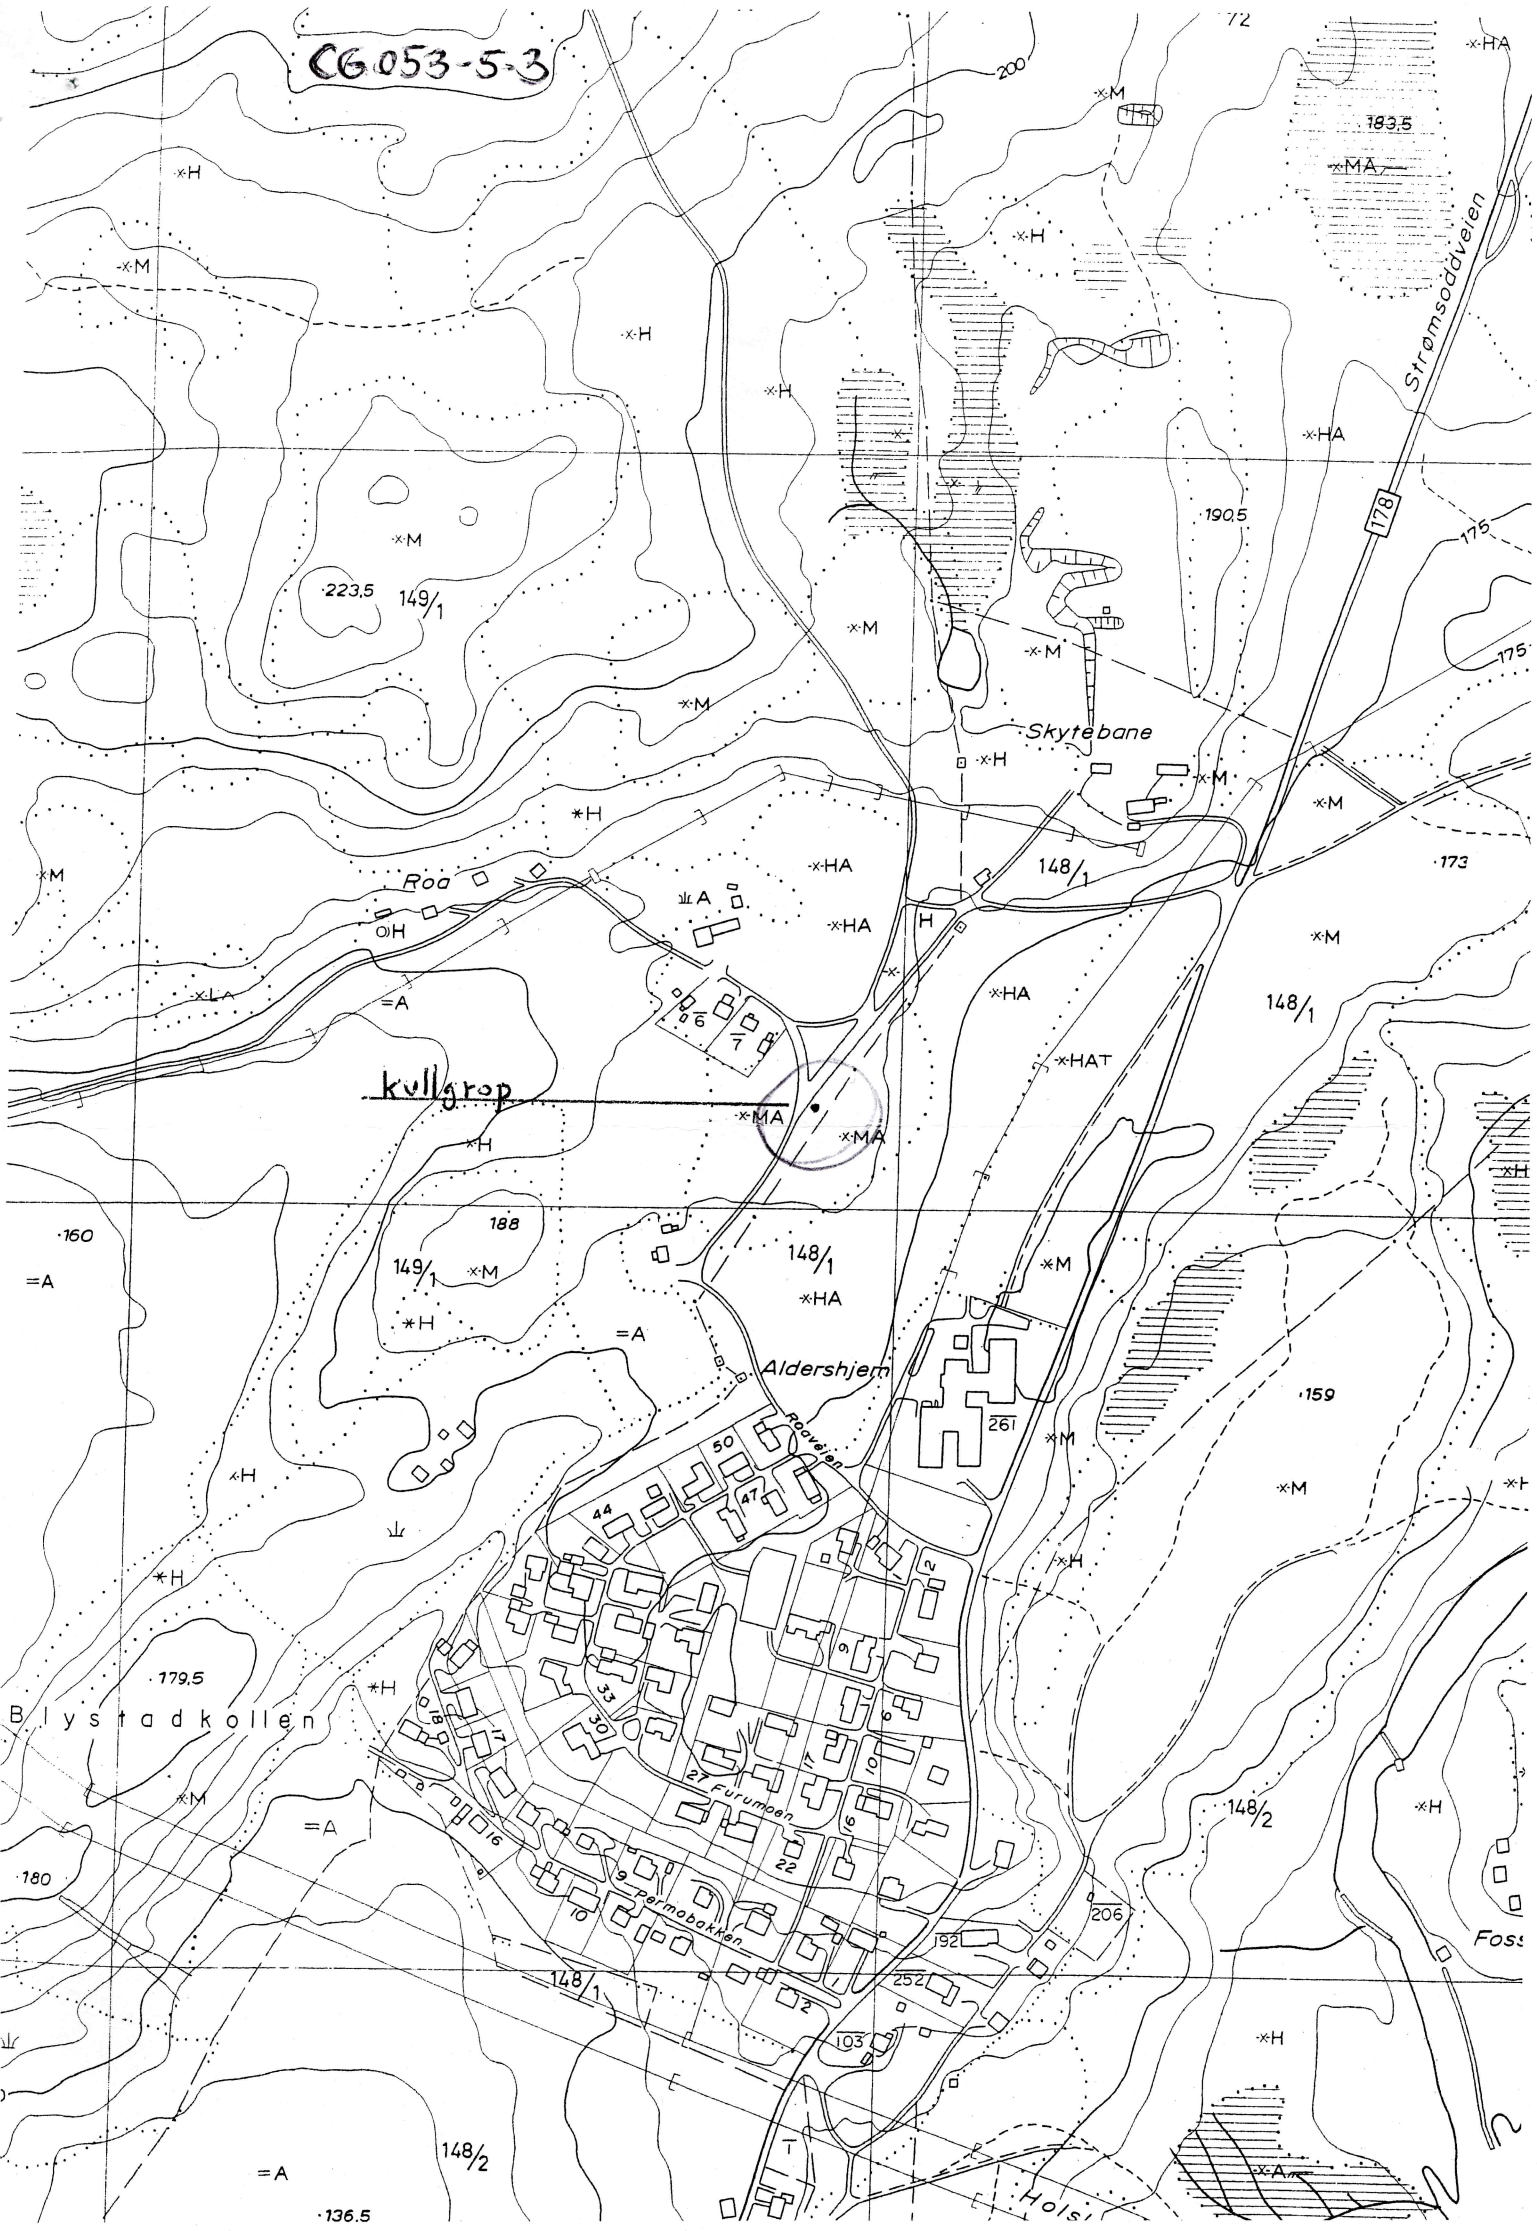 CG053-5-3
72
200
-x-HA
-x-M
183,5
-x-MA
-x-H
-x-H
-x-M
Strømsoddveien
-x-H
-x-H
-x-HA
178
190,5
175
-x-M
223,5
149/1
-x-M
-x-M
175
-x-M
Skytebane
-x-H
-x-M
-x-M
*H
148/1
173
-x-HA
-x-M
Roa
A
H
-x-HA
-x-M
H
-x-
=A
-x-HA
148/1
6
7
-x-HAT
kullgrop
-x-MA
-x-MA
-x-H
-x-H
188
160
148/1
149/1
-x-M
-x-M
=A
-x-HA
*H
=A
Aldershjem
159
261
Roaveien
50
-x-M
-x-H
47
-x-M
44
-x-H
*H
12
9
179,5
*H
33
Blystadkollen
18
17
30
6
17
10
27 Furumoen
-x-M
148/2
-x-H
=A
16
16
22
180
9 Permobakken
10
206
192
Foss
148/1
252
2
103
-x-H
148/2
=A
1
-x-A
Hols
136,5